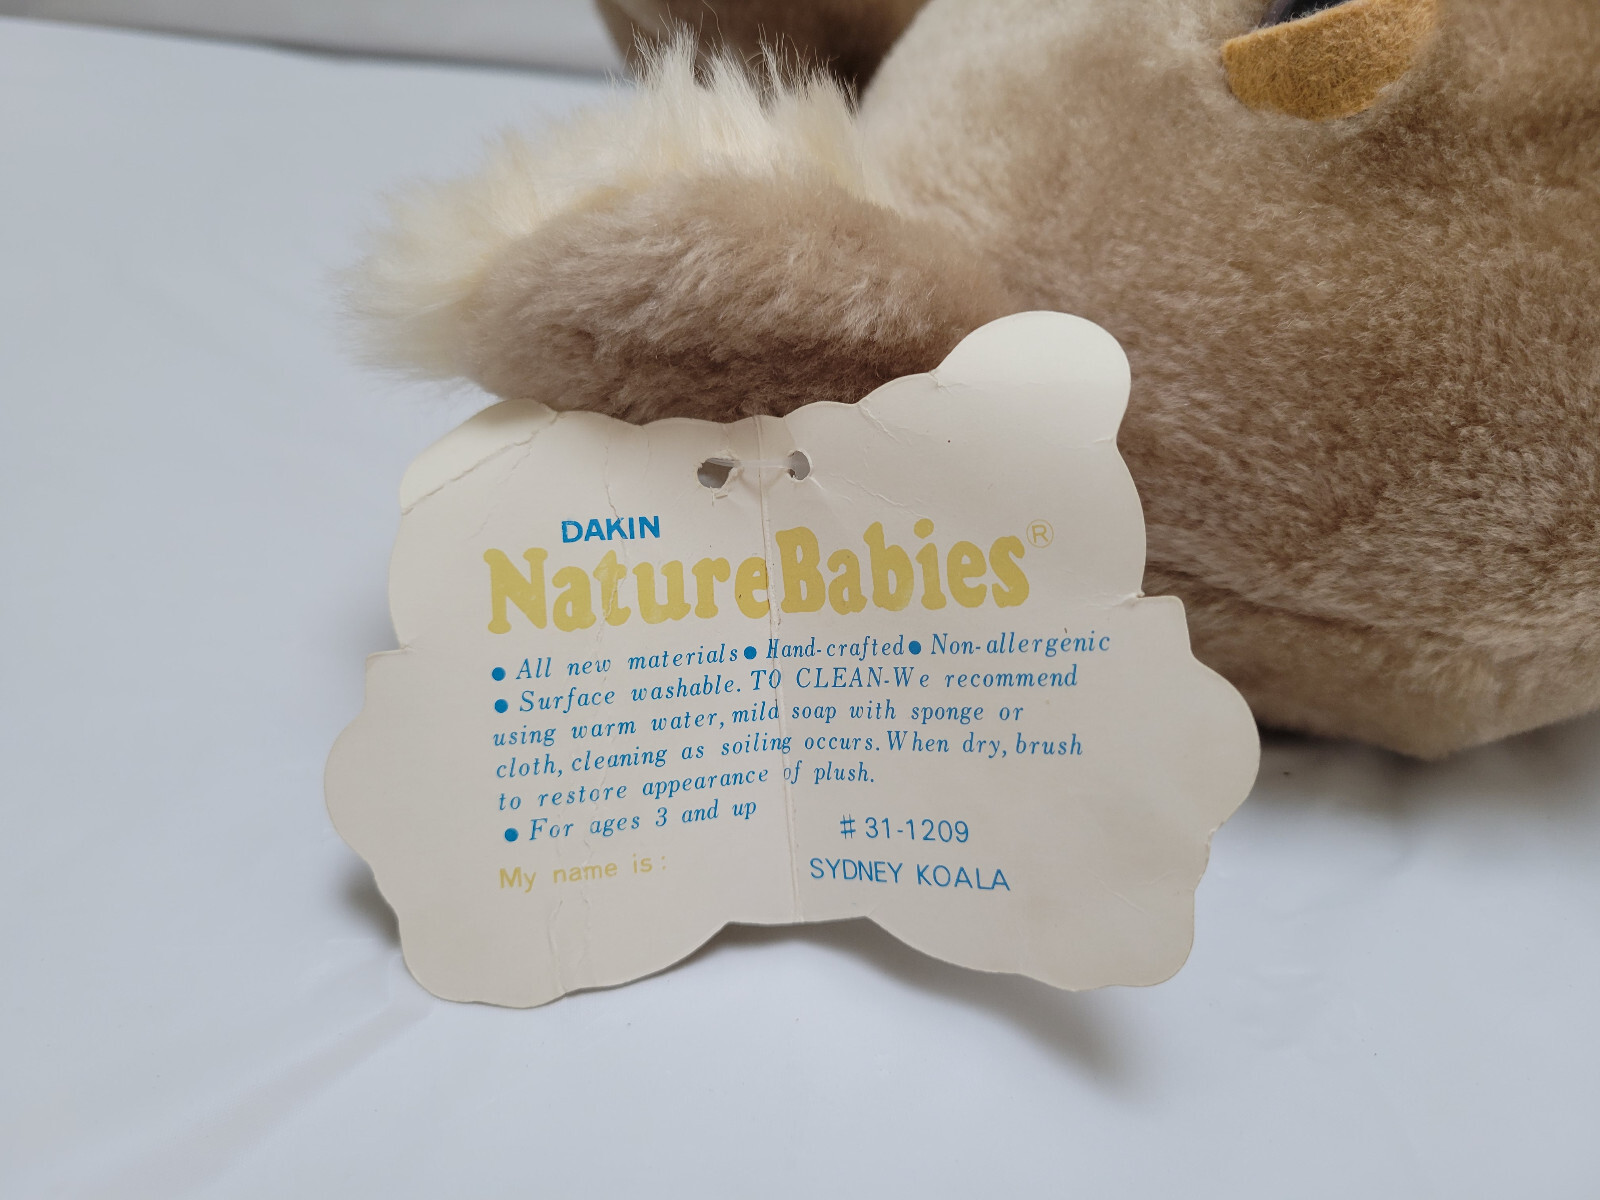 DAKIN
NatureBabies®
● All new materials ● Hand-crafted ● Non-allergenic
● Surface washable. TO CLEAN-We recommend
using warm water, mild soap with sponge or
cloth, cleaning as soiling occurs. When dry, brush
to restore appearance of plush.
● For ages 3 and up
# 31-1209
My name is:
SYDNEY KOALA